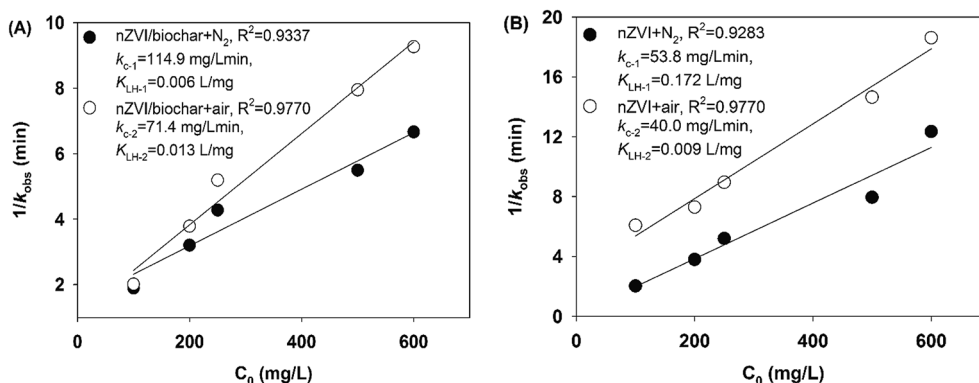 (A)
10
8
6
4
2
1/kobs (min)
nZVI/biochar+N2, R2=0.9337
kc-1=114.9 mg/Lmin,
KLH-1=0.006 L/mg
nZVI/biochar+air, R2=0.9770
kc-2=71.4 mg/Lmin,
KLH-2=0.013 L/mg
0 200 400 600
C0 (mg/L)
(B)
20
16
12
8
4
0
1/kobs (min)
nZVI+N2, R2=0.9283
kc-1=53.8 mg/Lmin,
KLH-1=0.172 L/mg
nZVI+air, R2=0.9770
kc-2=40.0 mg/Lmin,
KLH-2=0.009 L/mg
0 200 400 600
C0 (mg/L)